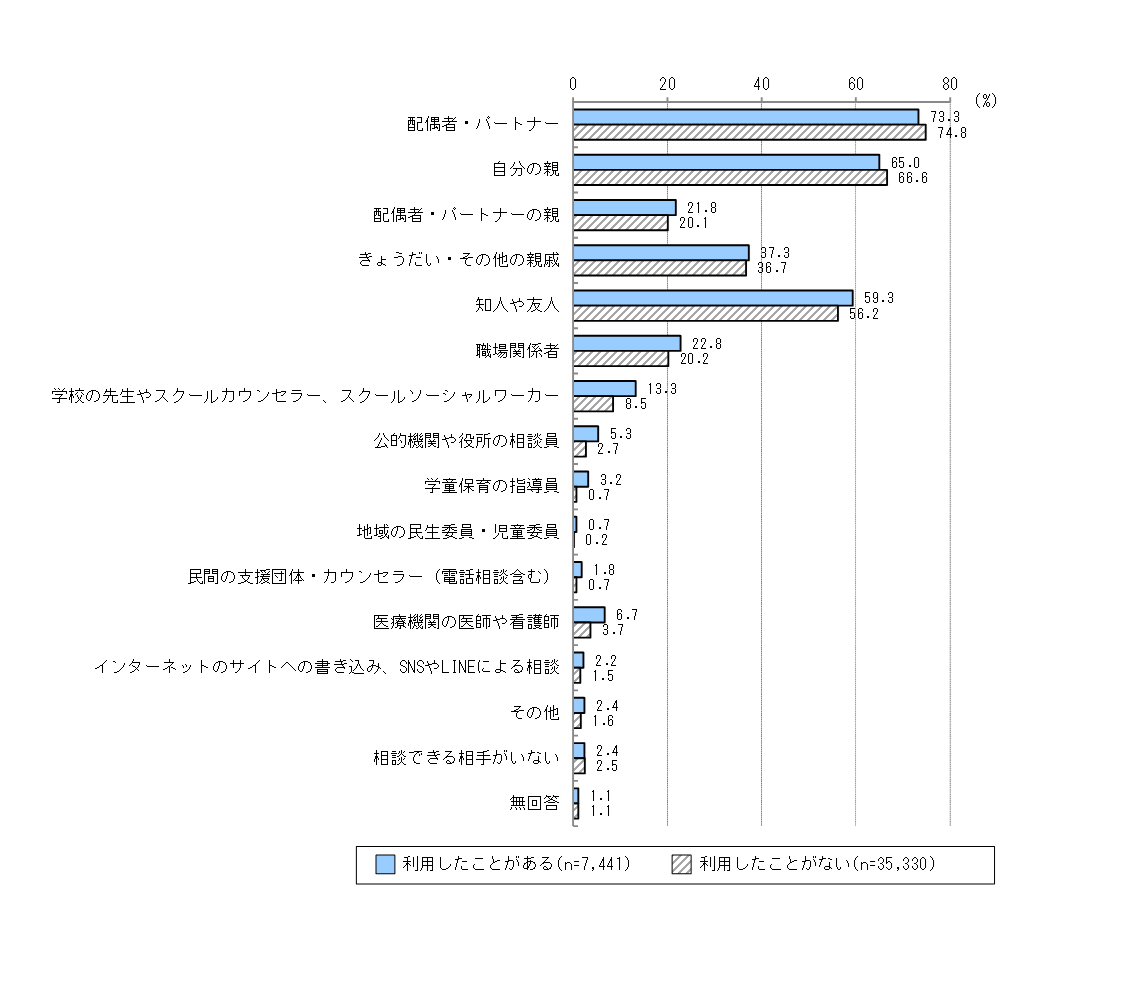 0 20 40 60 80
(%)
配偶者・パートナー 73.3
74.8
自分の親 65.0
66.6
配偶者・パートナーの親 21.8
20.1
きょうだい・その他の親戚 37.3
36.7
知人や友人 59.3
56.2
職場関係者 22.8
20.2
学校の先生やスクールカウンセラー、スクールソーシャルワーカー 13.3
8.5
公的機関や役所の相談員 5.3
2.7
学童保育の指導員 3.2
0.7
地域の民生委員・児童委員 0.7
0.2
民間の支援団体・カウンセラー（電話相談含む） 1.8
0.7
医療機関の医師や看護師 6.7
3.7
インターネットのサイトへの書き込み、SNSやLINEによる相談 2.2
1.5
その他 2.4
1.6
相談できる相手がいない 2.4
2.5
無回答 1.1
1.1
利用したことがある(n=7,441) 利用したことがない(n=35,330)